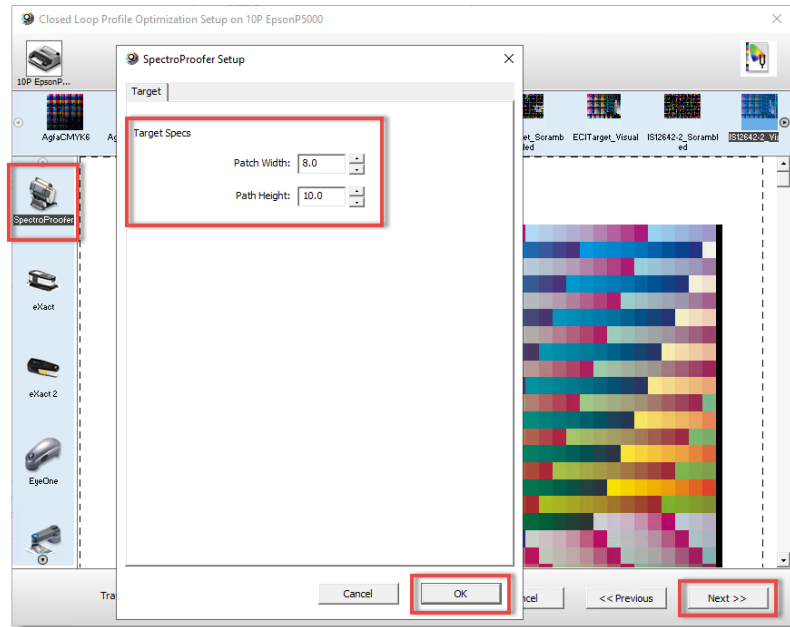 Closed Loop Profile Optimization Setup on 10P EpsonP5000
10P EpsonP...
SpectroProofer Setup
Target
Target Specs
Patch Width: 8.0
Path Height: 10.0
AgfaCMYK6
Ag
et_Scramb
led
ECITarget_Visual
IS12642-2_Scrambl
ed
IS12642-2_Vis
SpectroProofer
eXact
eXact 2
EyeOne
Tra
Cancel
OK
ncel
<< Previous
Next >>